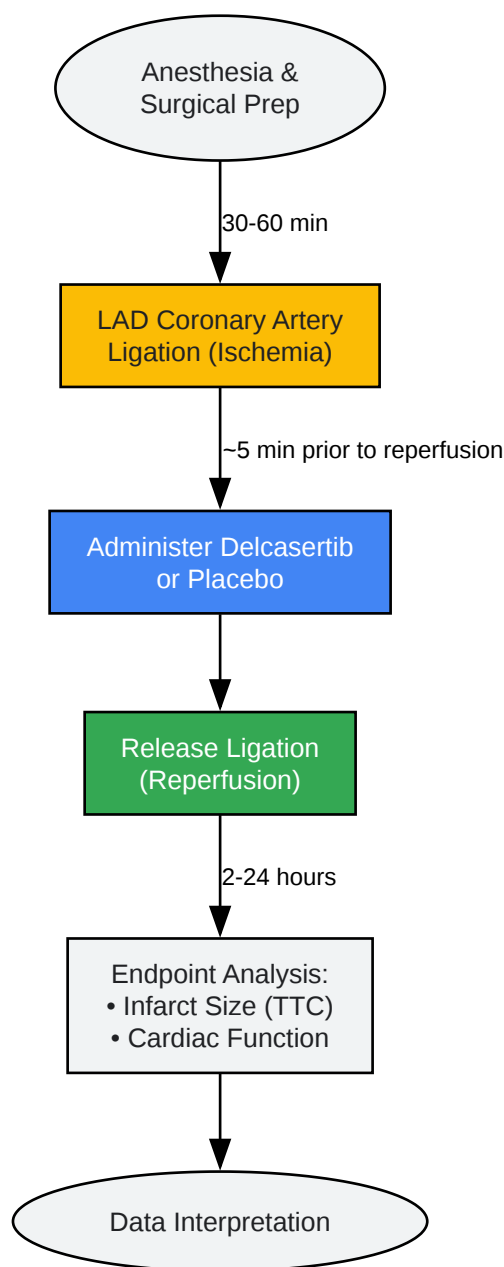 Anesthesia &
Surgical Prep
30-60 min
LAD Coronary Artery
Ligation (Ischemia)
~5 min prior to reperfusion
Administer Delcasertib
or Placebo
Release Ligation
(Reperfusion)
2-24 hours
Endpoint Analysis:
• Infarct Size (TTC)
• Cardiac Function
Data Interpretation